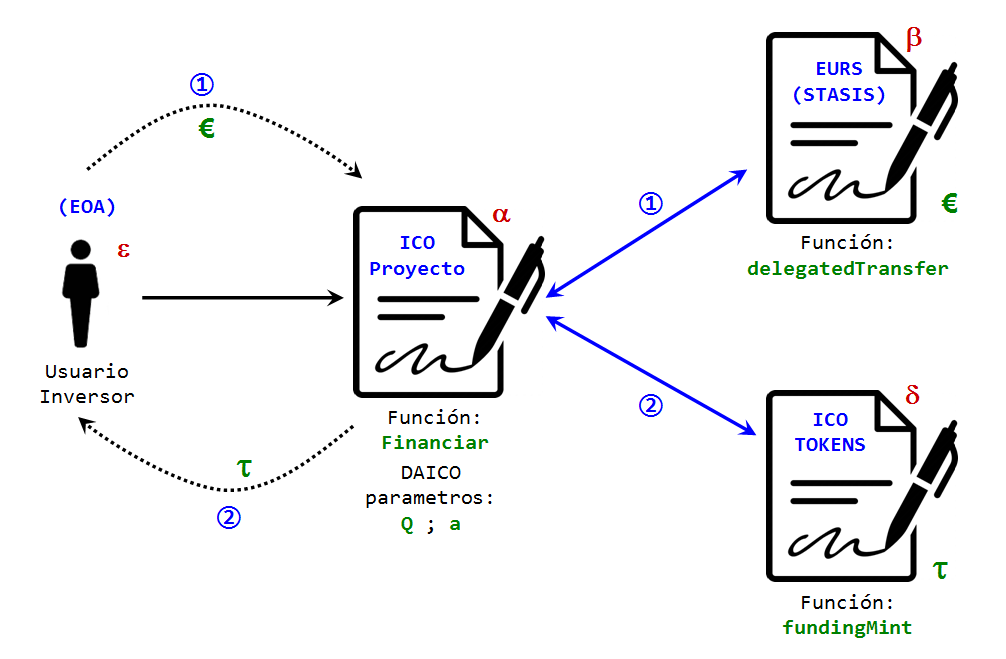 ①
€
(EOA)
ε
Usuario
Inversor
τ
②
α
ICO
Proyecto
Función:
Financiar
DAICO
parametros:
Q ; a
①
②
β
EURS
(STASIS)
€
Función:
delegatedTransfer
δ
ICO
TOKENS
τ
Función:
fundingMint